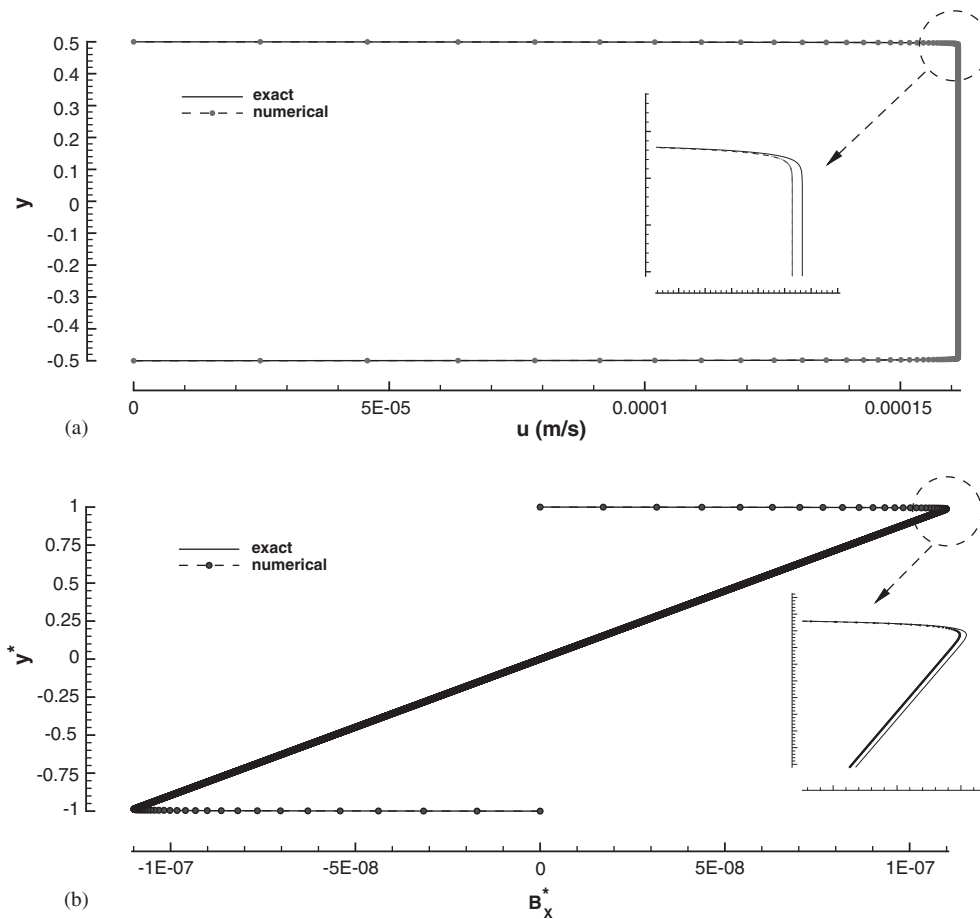 0.5
0.4
0.3
0.2
0.1
0
-0.1
-0.2
-0.3
-0.4
-0.5
y
exact
numerical
0
5E-05
0.0001
0.00015
u (m/s)
(a)
1
0.75
0.5
0.25
0
-0.25
-0.5
-0.75
-1
y*
exact
numerical
-1E-07
-5E-08
0
5E-08
1E-07
B*x
(b)